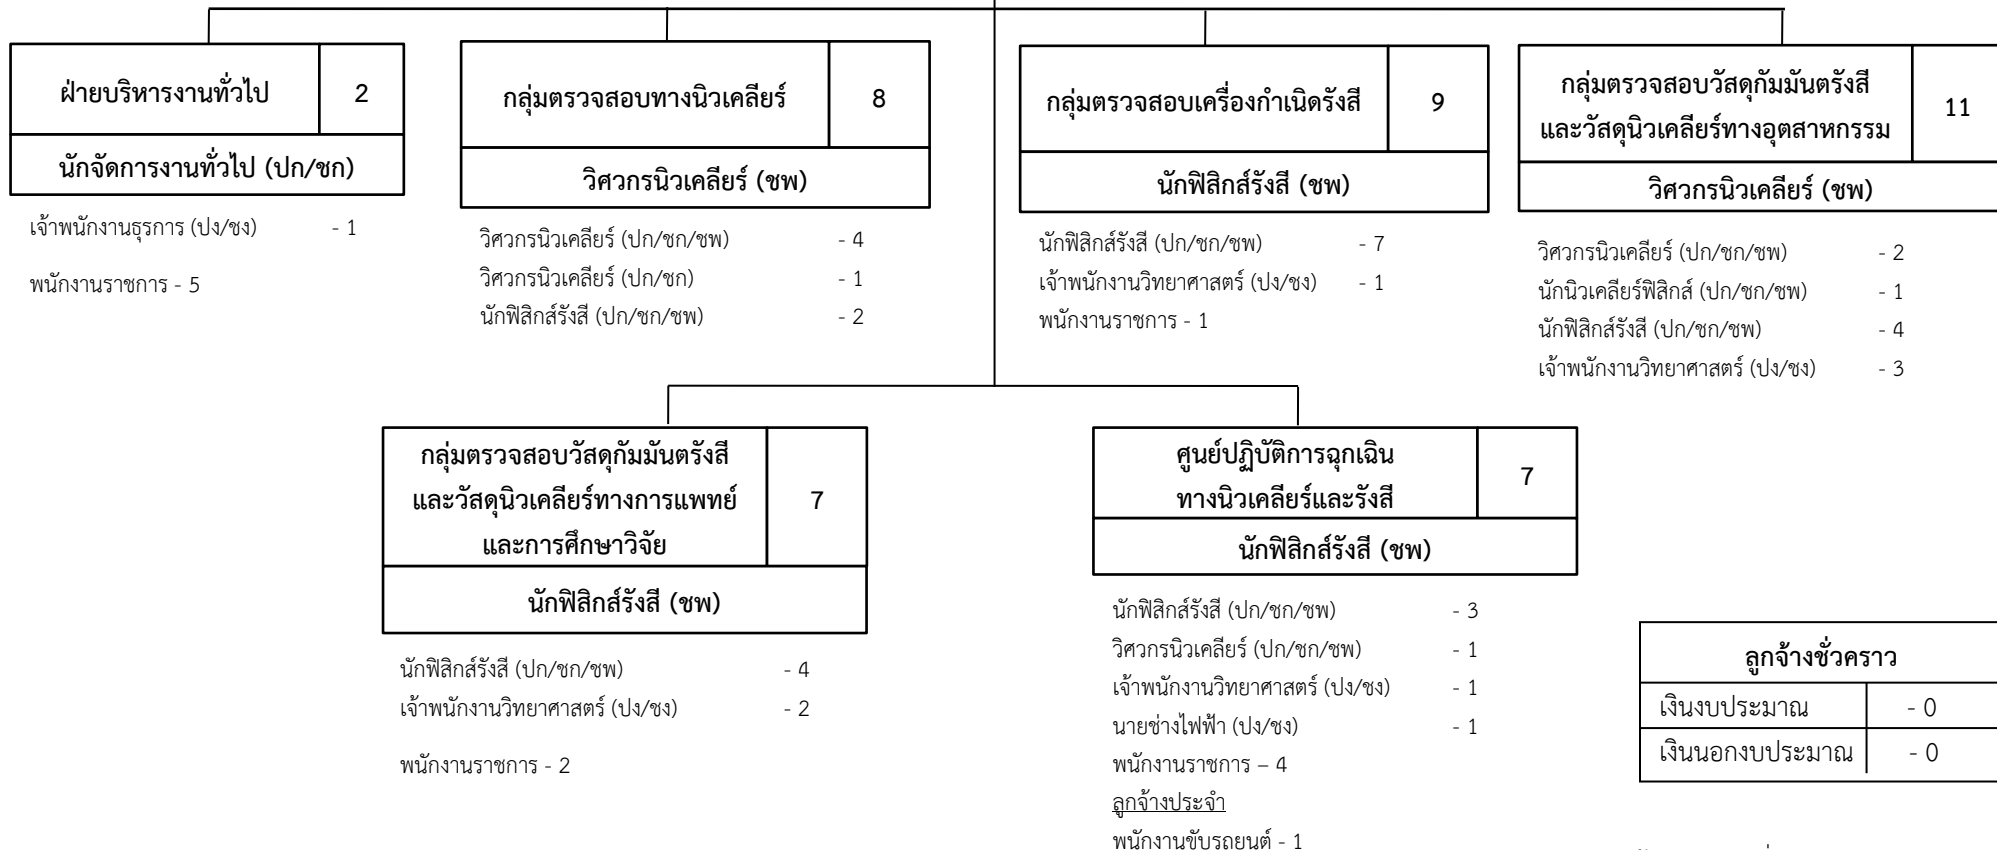 ฝ่ายบริหารงานทั่วไป 2
นักจัดการงานทั่วไป (ปก/ชก)
เจ้าพนักงานธุรการ (ปง/ชง) - 1
พนักงานราชการ - 5
กลุ่มตรวจสอบทางนิวเคลียร์ 8
วิศวกรนิวเคลียร์ (ชพ)
วิศวกรนิวเคลียร์ (ปก/ชก/ชพ) - 4
วิศวกรนิวเคลียร์ (ปก/ชก) - 1
นักฟิสิกส์รังสี (ปก/ชก/ชพ) - 2
กลุ่มตรวจสอบเครื่องกำเนิดรังสี 9
นักฟิสิกส์รังสี (ชพ)
นักฟิสิกส์รังสี (ปก/ชก/ชพ) - 7
เจ้าพนักงานวิทยาศาสตร์ (ปง/ชง) - 1
พนักงานราชการ - 1
กลุ่มตรวจสอบวัสดุกัมมันตรังสี
และวัสดุนิวเคลียร์ทางอุตสาหกรรม 11
วิศวกรนิวเคลียร์ (ชพ)
วิศวกรนิวเคลียร์ (ปก/ชก/ชพ) - 2
นักนิวเคลียร์ฟิสิกส์ (ปก/ชก/ชพ) - 1
นักฟิสิกส์รังสี (ปก/ชก/ชพ) - 4
เจ้าพนักงานวิทยาศาสตร์ (ปง/ชง) - 3
กลุ่มตรวจสอบวัสดุกัมมันตรังสี
และวัสดุนิวเคลียร์ทางการแพทย์ 7
และการศึกษาวิจัย
นักฟิสิกส์รังสี (ชพ)
นักฟิสิกส์รังสี (ปก/ชก/ชพ) - 4
เจ้าพนักงานวิทยาศาสตร์ (ปง/ชง) - 2
พนักงานราชการ - 2
ศูนย์ปฏิบัติการฉุกเฉิน
ทางนิวเคลียร์และรังสี 7
นักฟิสิกส์รังสี (ชพ)
นักฟิสิกส์รังสี (ปก/ชก/ชพ) - 3
วิศวกรนิวเคลียร์ (ปก/ชก/ชพ) - 1
เจ้าพนักงานวิทยาศาสตร์ (ปง/ชง) - 1
นายช่างไฟฟ้า (ปง/ชง) - 1
พนักงานราชการ – 4
ลูกจ้างประจำ
พนักงานขับรถยนต์ - 1
ลูกจ้างชั่วคราว
เงินงบประมาณ - 0
เงินนอกงบประมาณ - 0